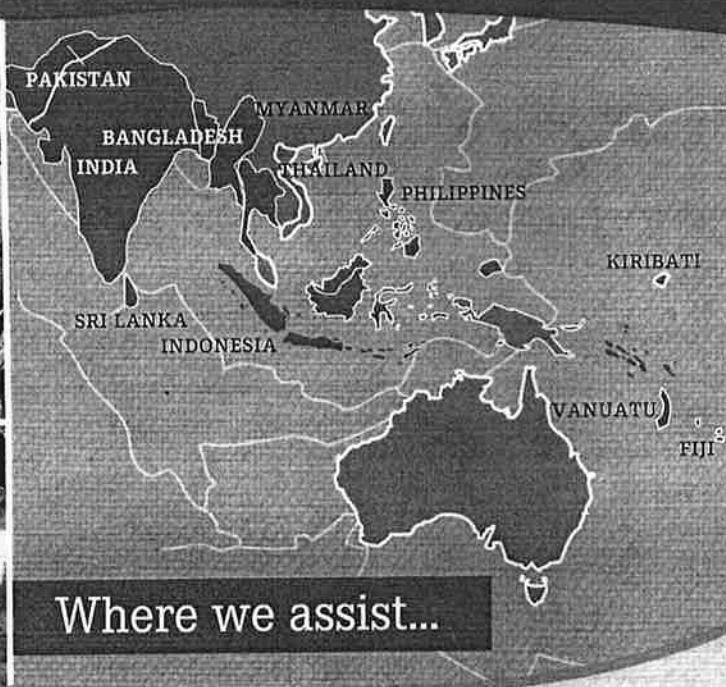 PAKISTAN
MYANMAR
BANGLADESH
INDIA
THAILAND
PHILIPPINES
KIRIBATI
SRI LANKA
INDONESIA
VANUATU
FIJI
Where we assist...